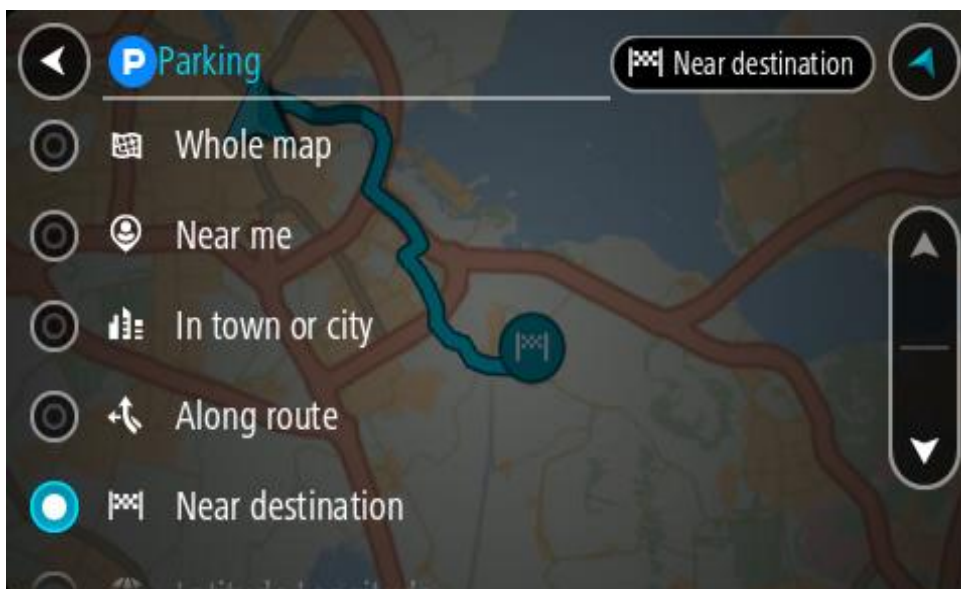 P Parking
Near destination
Whole map
Near me
In town or city
Along route
Near destination